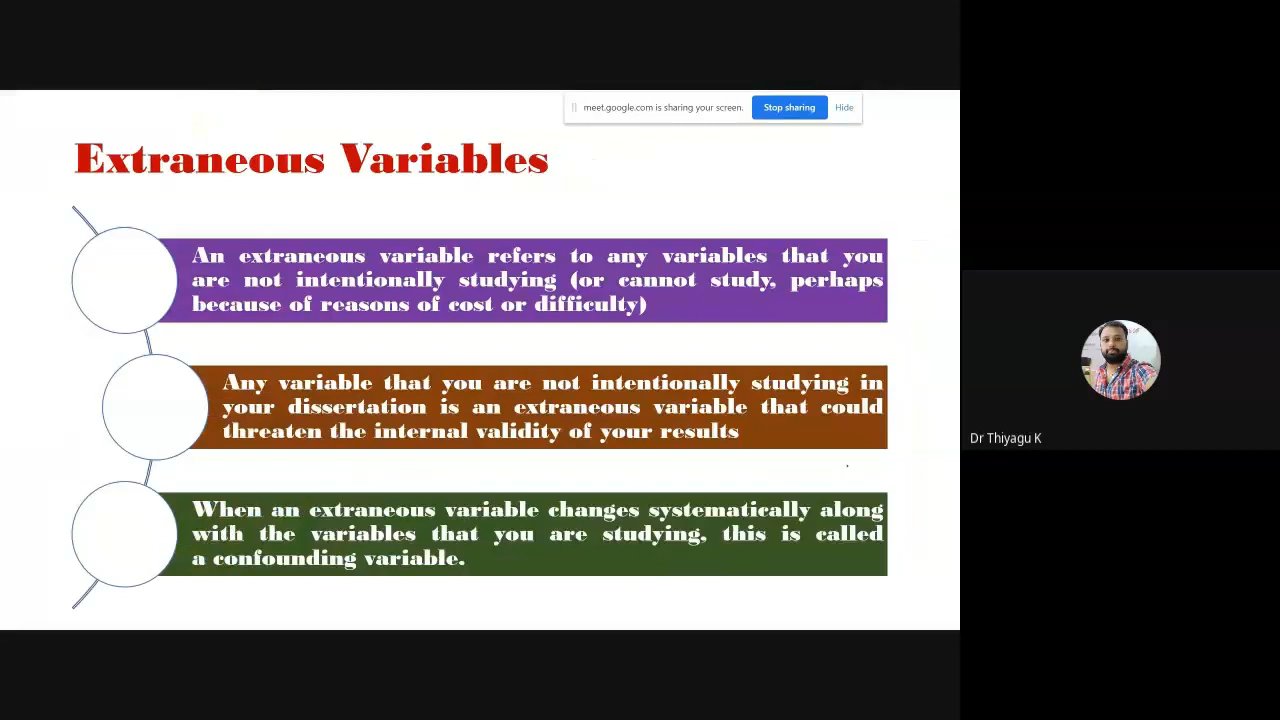 meet.google.com is sharing your screen. Stop sharing Hide
Extraneous Variables
An extraneous variable refers to any variables that you
are not intentionally studying (or cannot study, perhaps
because of reasons of cost or difficulty)
Any variable that you are not intentionally studying in
your dissertation is an extraneous variable that could
threaten the internal validity of your results
When an extraneous variable changes systematically along
with the variables that you are studying, this is called
a confounding variable.
Dr Thiyagu K